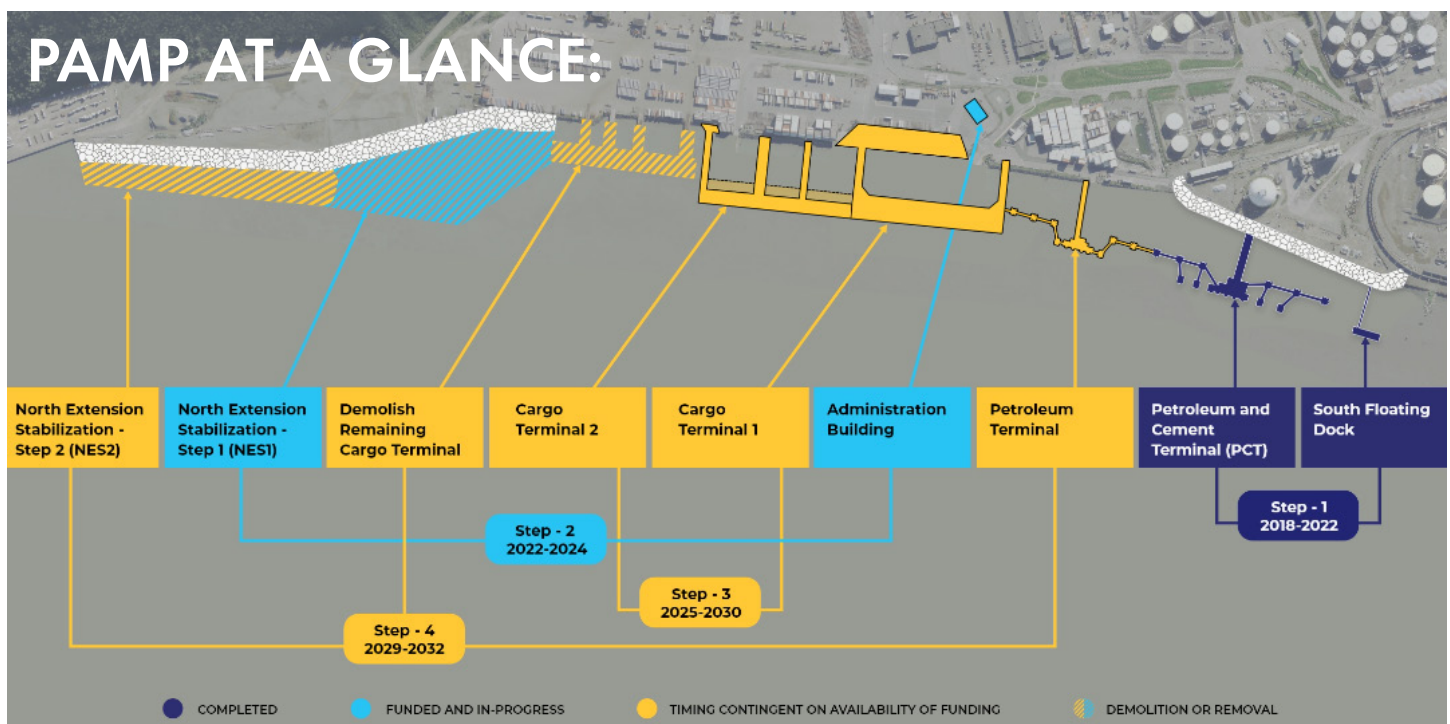 PAMP AT A GLANCE:
North Extension
Stabilization -
Step 2 (NES2)
North Extension
Stabilization -
Step 1 (NES1)
Demolish
Remaining
Cargo Terminal
Cargo
Terminal 2
Cargo
Terminal 1
Administration
Building
Petroleum
Terminal
Petroleum and
Cement
Terminal (PCT)
South Floating
Dock
Step - 1
2018-2022
Step - 2
2022-2024
Step - 3
2025-2030
Step - 4
2029-2032
COMPLETED
FUNDED AND IN-PROGRESS
TIMING CONTINGENT ON AVAILABILITY OF FUNDING
DEMOLITION OR REMOVAL